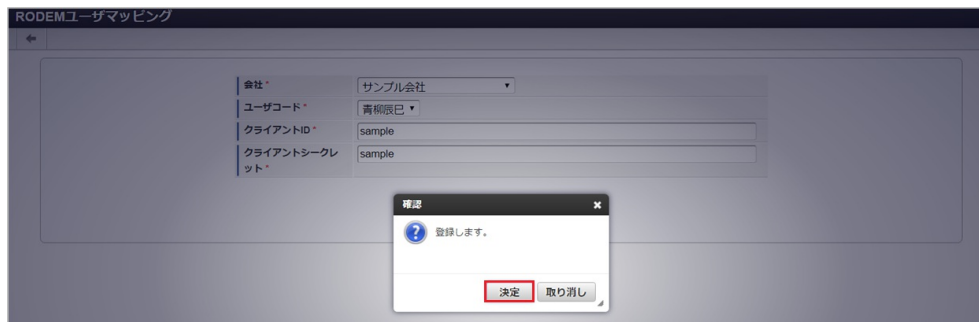 RODEMユーザマッピング
会社*
サンプル会社
ユーザコード*
青柳辰巳
クライアントID*
sample
クライアントシークレ
ット*
sample
確認
登録します。
決定
取り消し